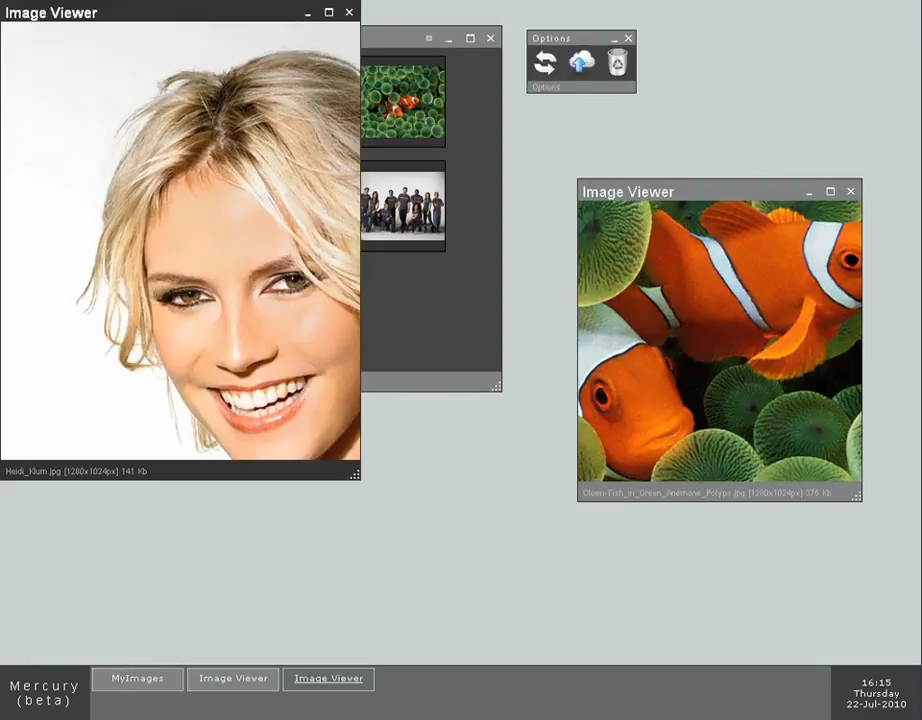 Image Viewer
Options
Options
Image Viewer
Heidi_Klum.jpg [1280x1024px] 141 Kb
Clown-Fish_in_Green_Anemone_Polyps.jpg [1280x1024px] 375 Kb
MyImages
Image Viewer
Image Viewer
Mercury
(beta)
16:15
Thursday
22-Jul-2010